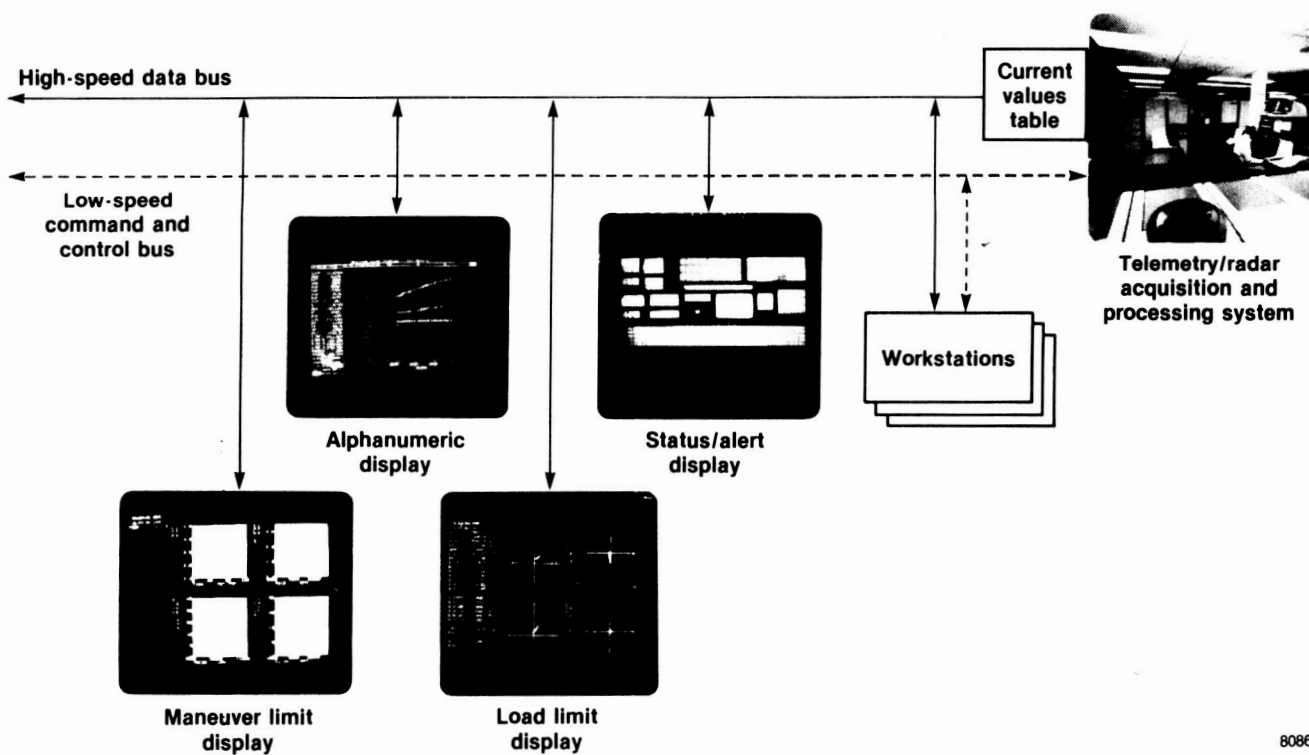 High-speed data bus
Current
values
table
Low-speed
command and
control bus
Telemetry/radar
acquisition and
processing system
Workstations
Alphanumeric
display
Status/alert
display
Maneuver limit
display
Load limit
display
8086